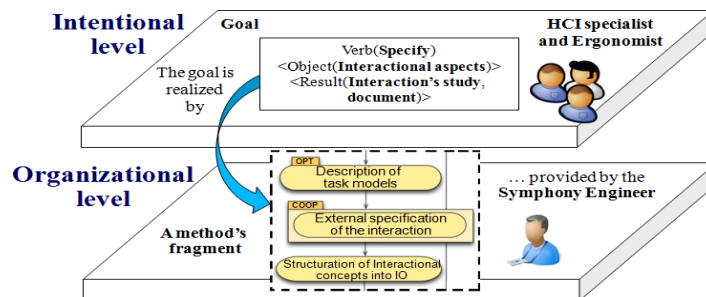 Intentional
level
Goal
HCI specialist
and Ergonomist
Verb(Specify)
<Object(Interactional aspects)>
<Result(Interaction's study,
document)>
The goal is
realized
by
Organizational
level
OPT
Description of
task models
COOP
External specification
of the interaction
Structuration of Interactional
concepts into IO
A method's
fragment
... provided by the
Symphony Engineer